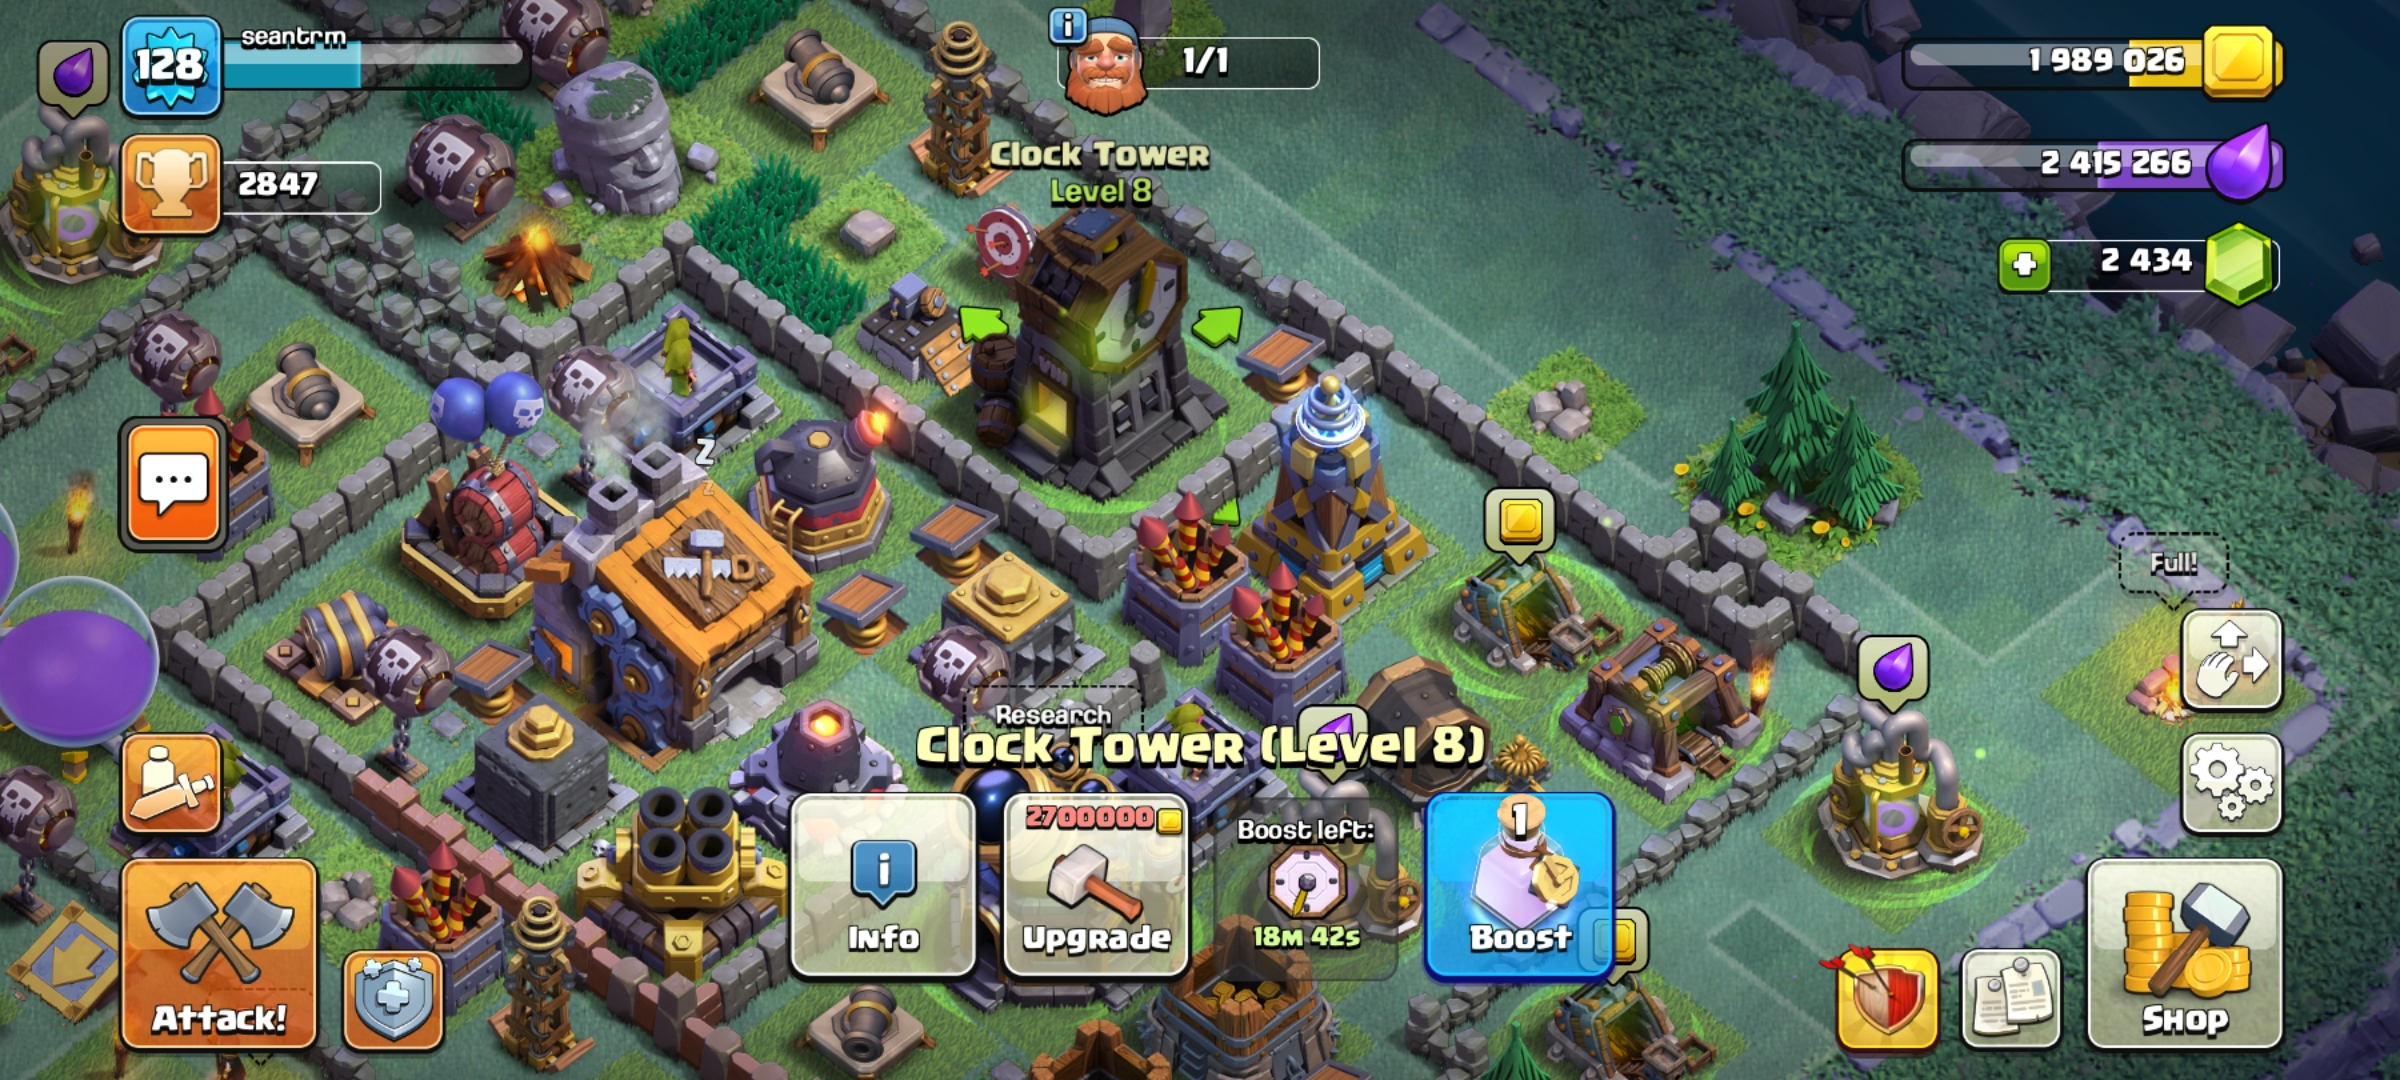 128
seantrm
1/1
1 989 026
2847
Clock Tower
Level 8
2 415 266
2 434
VIII
z
z
Full!
Research
Clock Tower (Level 8)
2700000
Boost left:
1
Info
Upgrade
18M 42s
Boost
Attack!
Shop